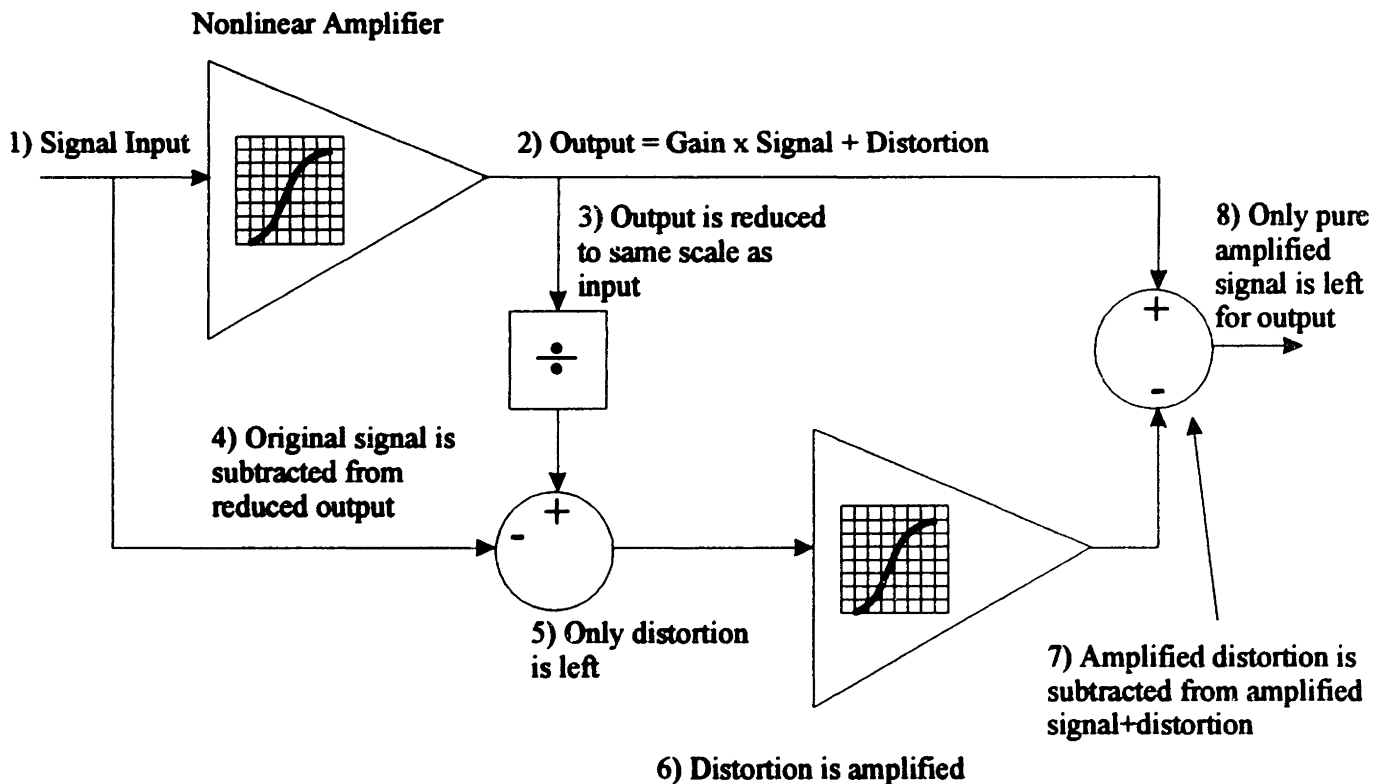 Nonlinear Amplifier
1) Signal Input
2) Output = Gain x Signal + Distortion
3) Output is reduced
to same scale as
input
8) Only pure
amplified
signal is left
for output
+
-
÷
4) Original signal is
subtracted from
reduced output
+
-
5) Only distortion
is left
7) Amplified distortion is
subtracted from amplified
signal+distortion
6) Distortion is amplified